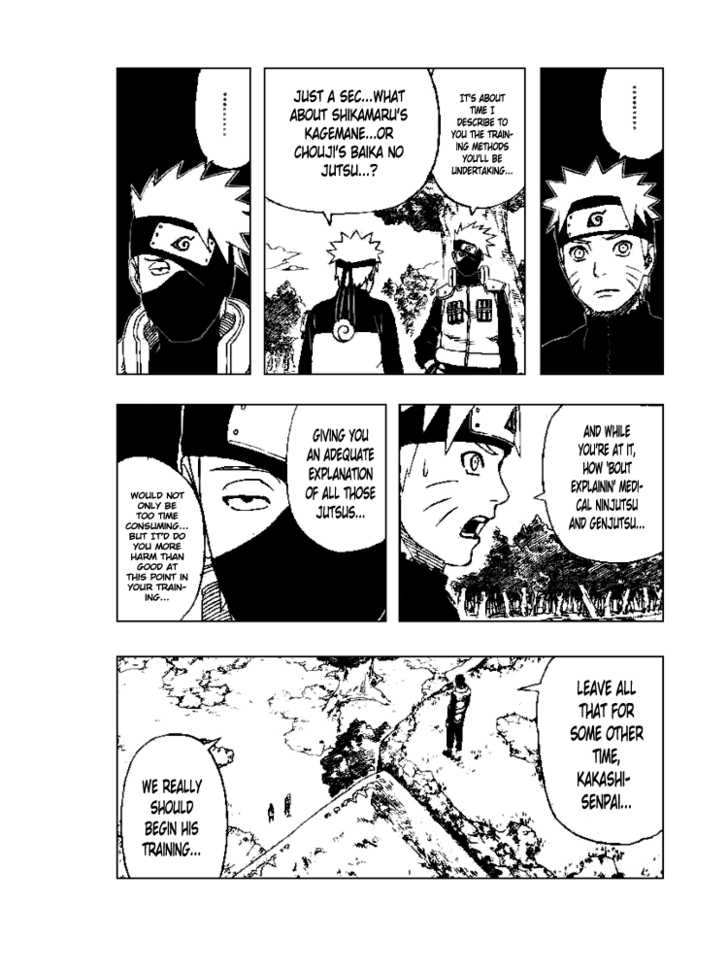 ..........
IT'S ABOUT
TIME I
DESCRIBE TO
YOU THE TRAIN-
ING METHODS
YOU'LL BE
UNDERTAKING...
JUST A SEC...WHAT
ABOUT SHIKAMARU'S
KAGEMANE...OR
CHOUJI'S BAIKA NO
JUTSU...?
..........
AND WHILE
YOU'RE AT IT,
HOW 'BOUT
EXPLAININ' MEDI-
CAL NINJUTSU
AND GENJUTSU...
GIVING YOU
AN ADEQUATE
EXPLANATION
OF ALL THOSE
JUTSUS...
WOULD NOT
ONLY BE
TOO TIME
CONSUMING...
BUT IT'D DO
YOU MORE
HARM THAN
GOOD AT
THIS POINT IN
YOUR TRAIN-
ING...
LEAVE ALL
THAT FOR
SOME OTHER
TIME,
KAKASHI-
SENPAI...
WE REALLY
SHOULD
BEGIN HIS
TRAINING...